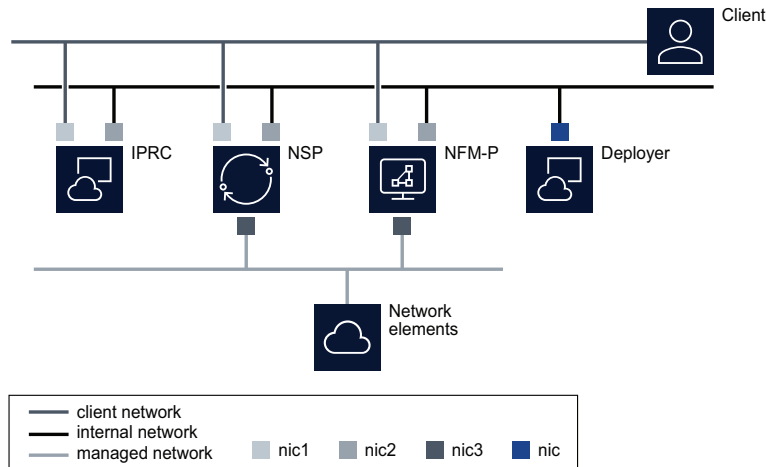 Client
IPRC
NSP
NFM-P
Deployer
Network
elements
client network
internal network
managed network
nic1
nic2
nic3
nic